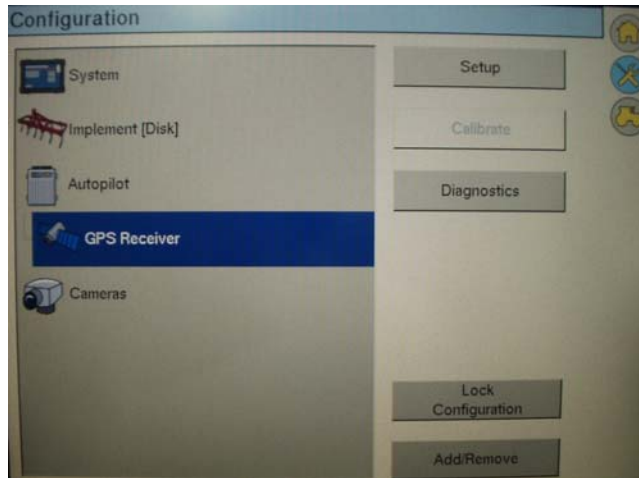 Configuration
System
Implement [Disk]
Autopilot
GPS Receiver
Cameras
Setup
Calibrate
Diagnostics
Lock
Configuration
Add/Remove